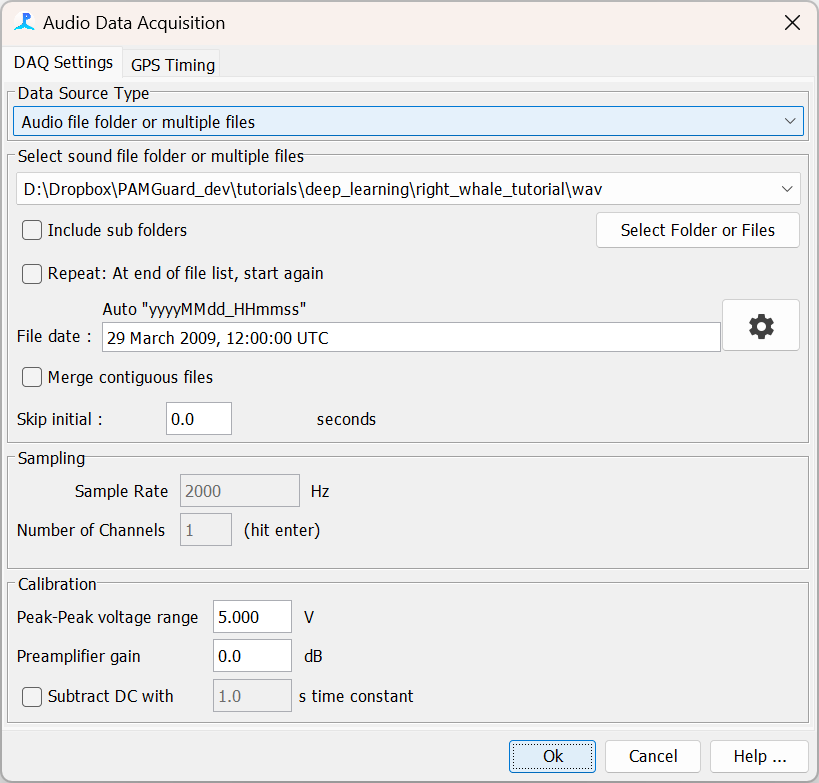 Audio Data Acquisition
DAQ Settings GPS Timing
Data Source Type
Audio file folder or multiple files
Select sound file folder or multiple files
D:\Dropbox\PAMGuard_dev\tutorials\deep_learning\right_whale_tutorial\wav
Include sub folders Select Folder or Files
Repeat: At end of file list, start again
Auto "yyyyMMdd_HHmmss"
File date : 29 March 2009, 12:00:00 UTC
Merge contiguous files
Skip initial : 0.0 seconds
Sampling
Sample Rate 2000 Hz
Number of Channels 1 (hit enter)
Calibration
Peak-Peak voltage range 5.000 V
Preamplifier gain 0.0 dB
Subtract DC with 1.0 s time constant
Ok Cancel Help ...